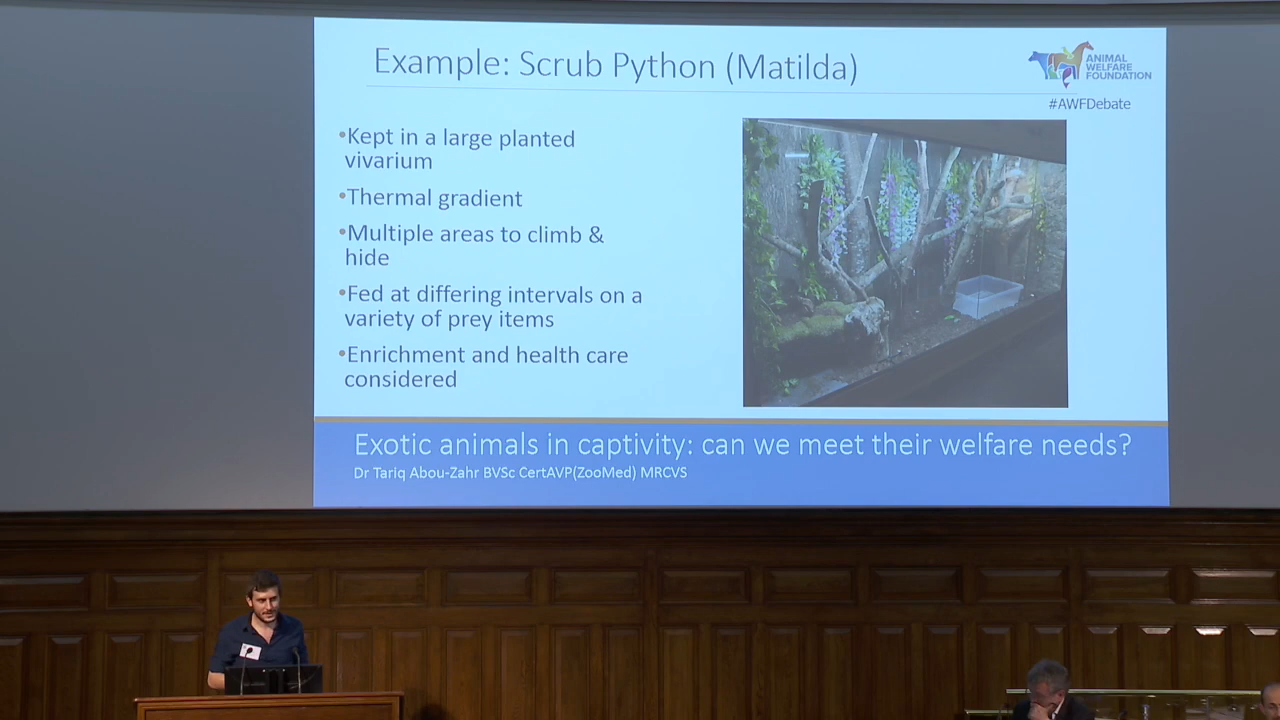 Example: Scrub Python (Matilda)
ANIMAL
WELFARE
FOUNDATION
#AWFDebate
•Kept in a large planted
vivarium
•Thermal gradient
•Multiple areas to climb &
hide
•Fed at differing intervals on a
variety of prey items
•Enrichment and health care
considered
Exotic animals in captivity: can we meet their welfare needs?
Dr Tariq Abou-Zahr BVSc CertAVP(ZooMed) MRCVS